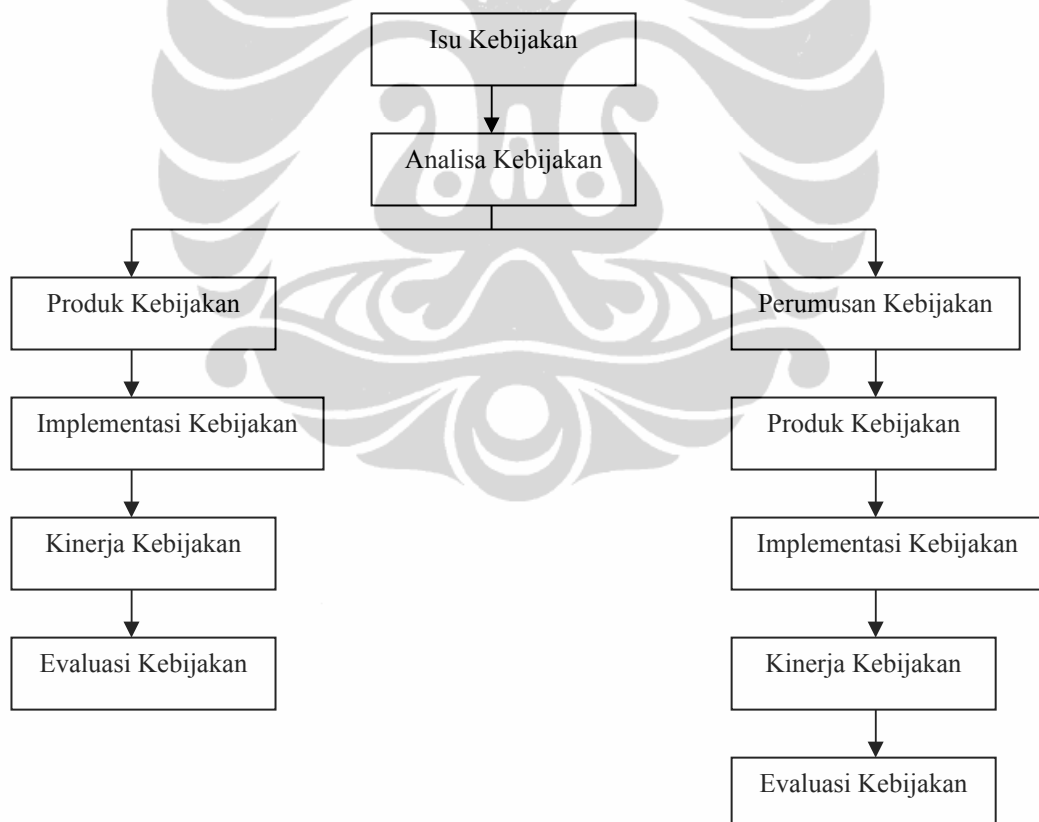 Isu Kebijakan
Analisa Kebijakan
Produk Kebijakan
Perumusan Kebijakan
Implementasi Kebijakan
Produk Kebijakan
Kinerja Kebijakan
Implementasi Kebijakan
Evaluasi Kebijakan
Kinerja Kebijakan
Evaluasi Kebijakan